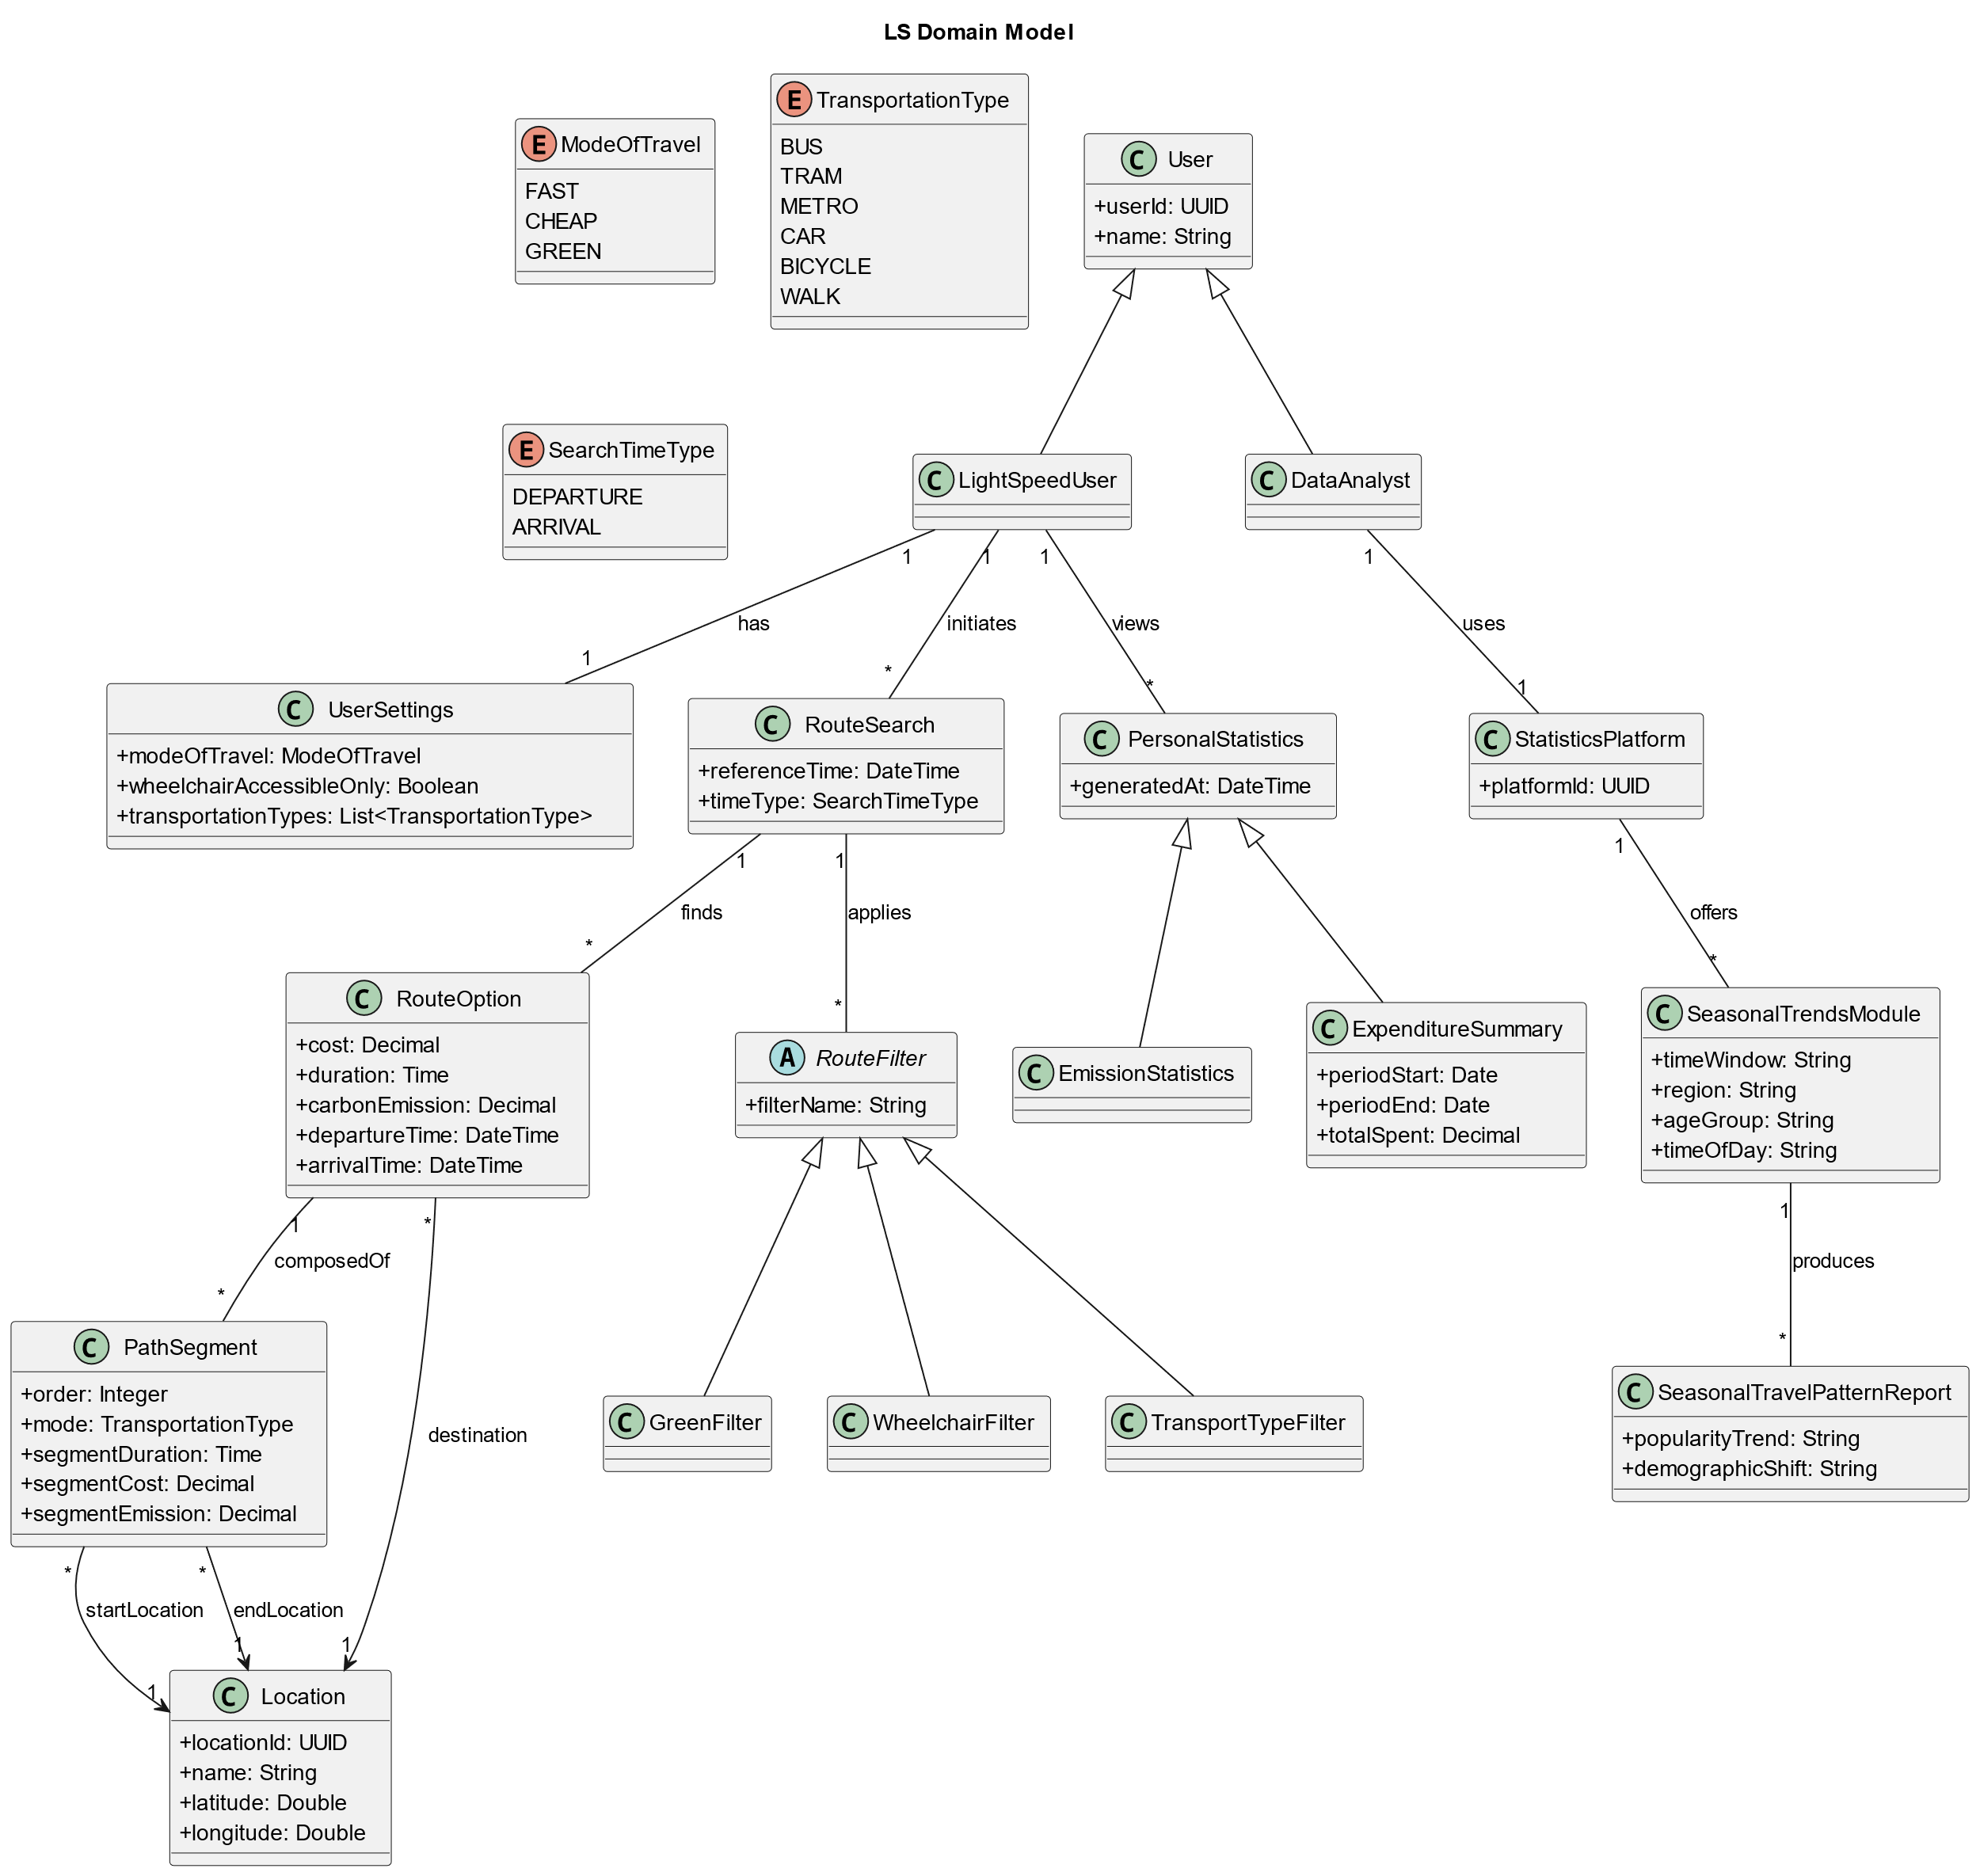 LS Domain Model
E ModeOfTravel
FAST
CHEAP
GREEN
E TransportationType
BUS
TRAM
METRO
CAR
BICYCLE
WALK
C User
+userId: UUID
+name: String
E SearchTimeType
DEPARTURE
ARRIVAL
C LightSpeedUser
C DataAnalyst
1
1
1
1
has
initiates
views
uses
1
*
*
1
C UserSettings
+modeOfTravel: ModeOfTravel
+wheelchairAccessibleOnly: Boolean
+transportationTypes: List<TransportationType>
C RouteSearch
+referenceTime: DateTime
+timeType: SearchTimeType
C PersonalStatistics
+generatedAt: DateTime
C StatisticsPlatform
+platformId: UUID
1
1
1
finds
applies
offers
*
*
*
C RouteOption
+cost: Decimal
+duration: Time
+carbonEmission: Decimal
+departureTime: DateTime
+arrivalTime: DateTime
A RouteFilter
+filterName: String
C EmissionStatistics
C ExpenditureSummary
+periodStart: Date
+periodEnd: Date
+totalSpent: Decimal
C SeasonalTrendsModule
+timeWindow: String
+region: String
+ageGroup: String
+timeOfDay: String
1
*
1
composedOf
produces
*
*
C PathSegment
+order: Integer
+mode: TransportationType
+segmentDuration: Time
+segmentCost: Decimal
+segmentEmission: Decimal
destination
C GreenFilter
C WheelchairFilter
C TransportTypeFilter
C SeasonalTravelPatternReport
+popularityTrend: String
+demographicShift: String
*
*
startLocation
endLocation
1
1
1
C Location
+locationId: UUID
+name: String
+latitude: Double
+longitude: Double